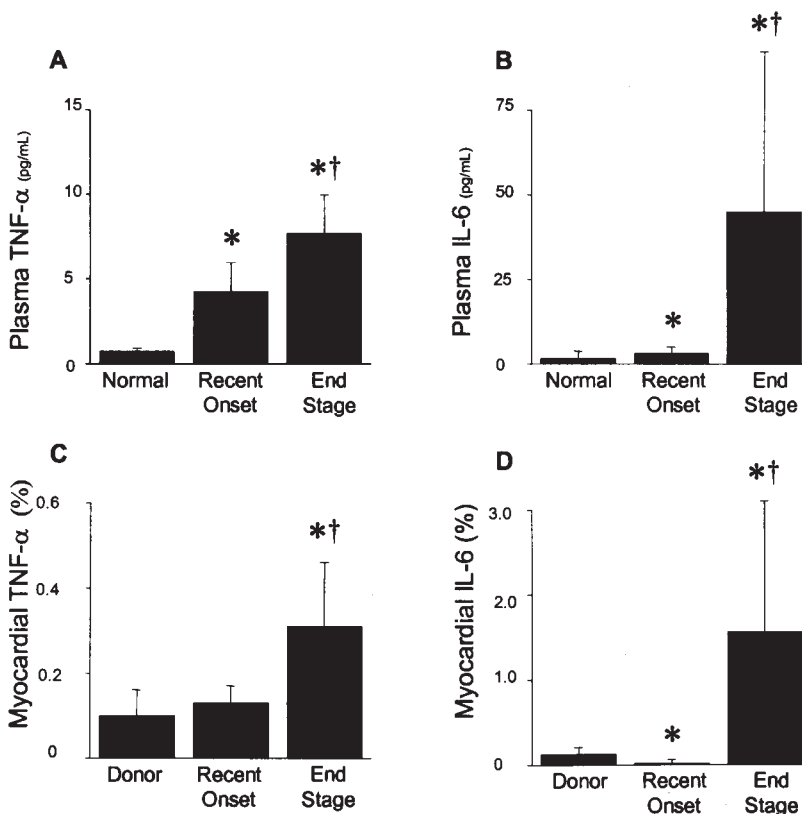 A
Plasma TNF-α (pg/mL)
15
10
5
0
*
*†
Normal
Recent
Onset
End
Stage
B
Plasma IL-6 (pg/mL)
75
50
25
0
*
*†
Normal
Recent
Onset
End
Stage
C
Myocardial TNF-α (%)
0.6
0.4
0.2
0
*†
Donor
Recent
Onset
End
Stage
D
Myocardial IL-6 (%)
3.0
2.0
1.0
0
*
*†
Donor
Recent
Onset
End
Stage